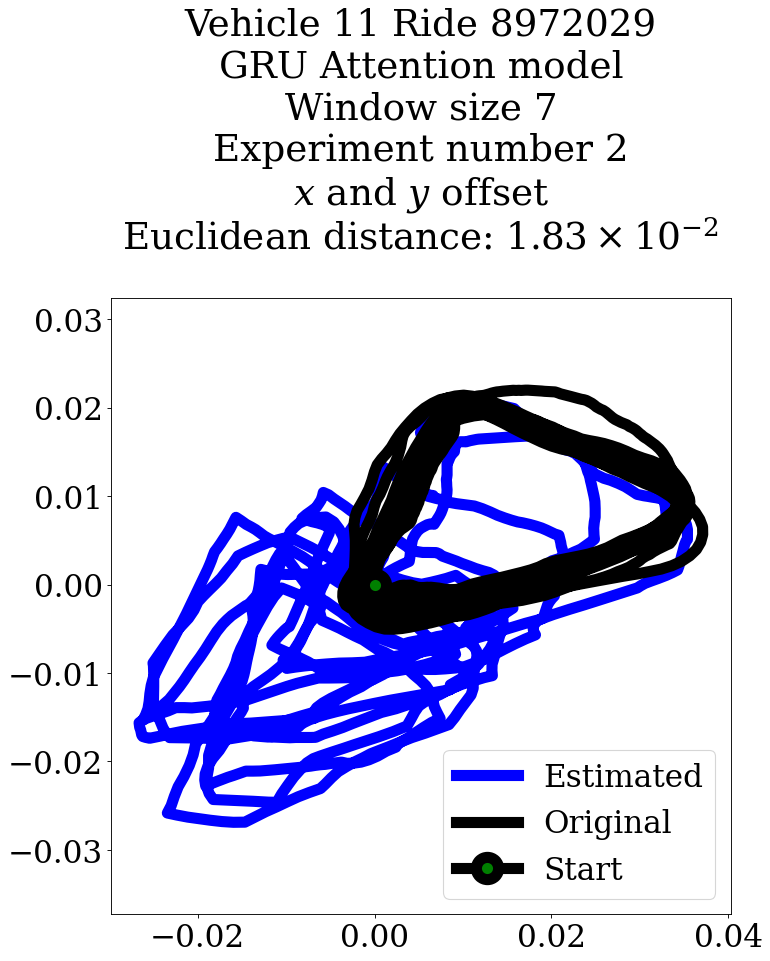 Vehicle 11 Ride 8972029
GRU Attention model
Window size 7
Experiment number 2
x and y offset
Euclidean distance: 1.83 × 10⁻²
0.03
0.02
0.01
0.00
−0.01
−0.02
−0.03
Estimated
Original
Start
−0.02 0.00 0.02 0.04